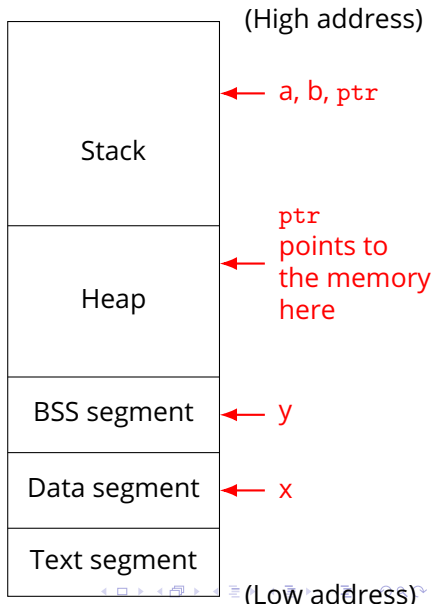 (High address)
a, b, ptr
Stack
ptr
points to
the memory
here
Heap
BSS segment
y
Data segment
x
Text segment
(Low address)